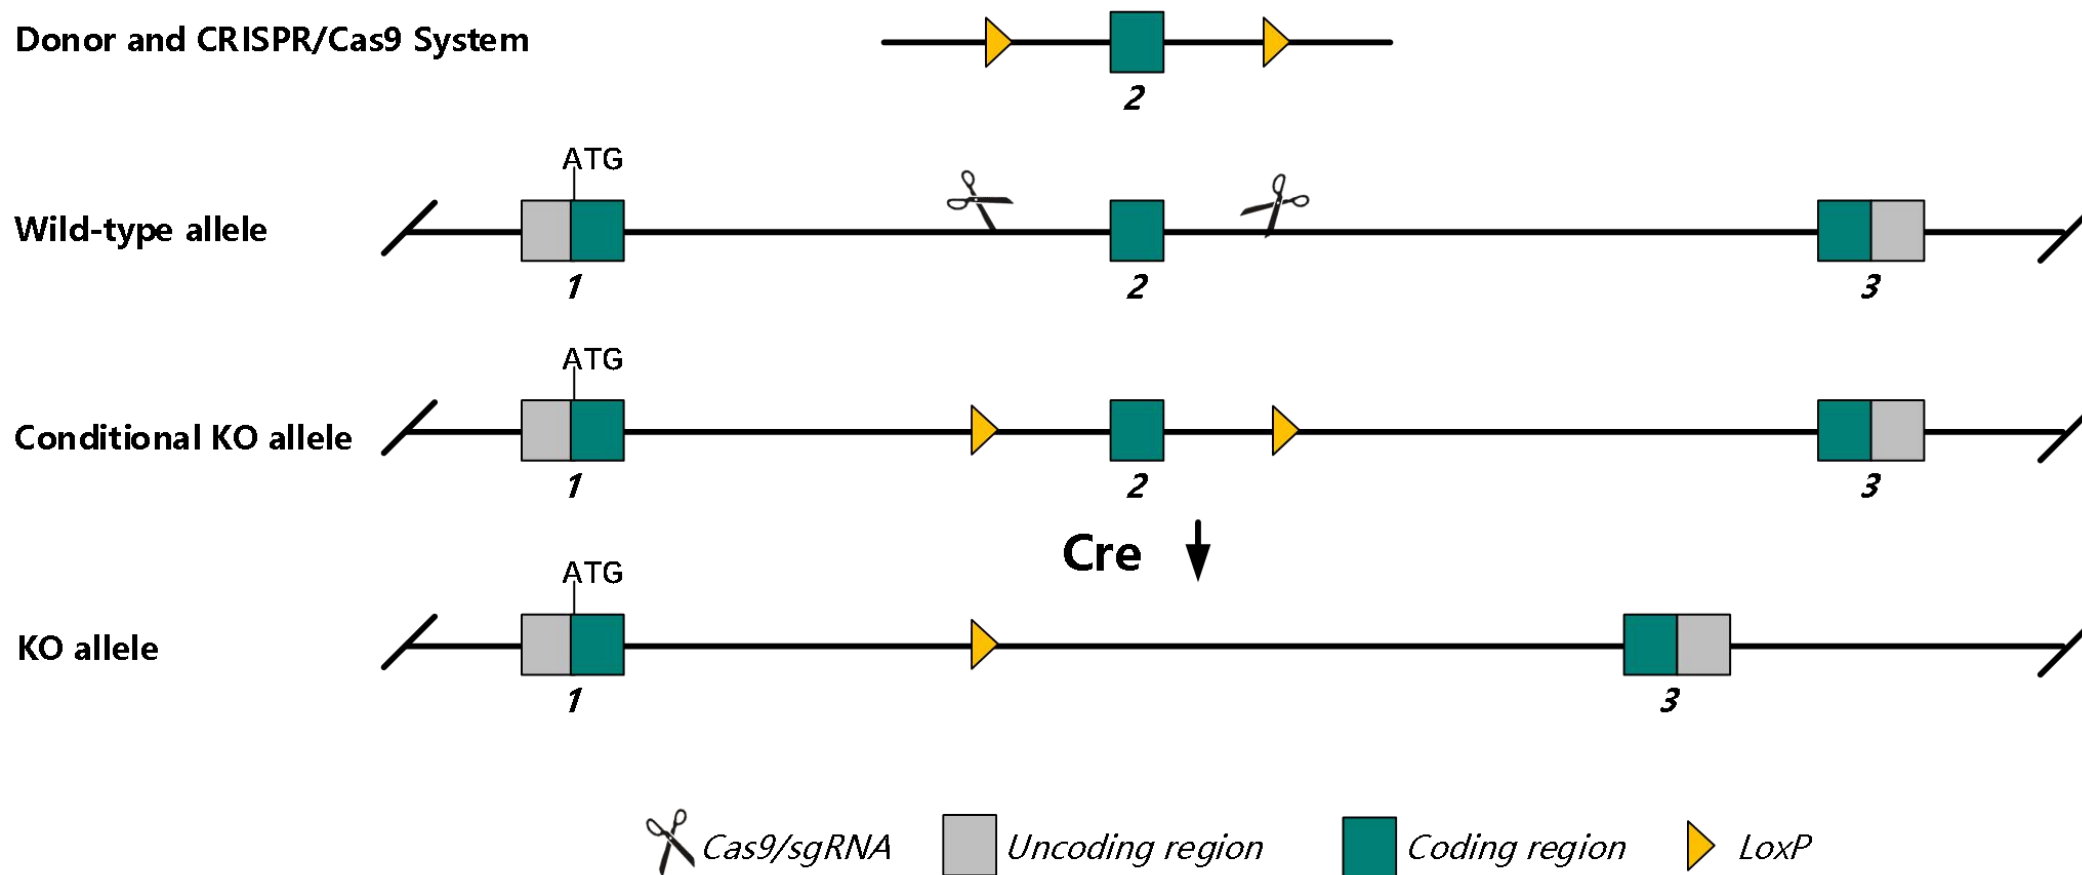 Donor and CRISPR/Cas9 System
2
ATG
Wild-type allele
1
2
3
ATG
Conditional KO allele
1
2
3
Cre
ATG
KO allele
1
3
Cas9/sgRNA
Uncoding region
Coding region
LoxP